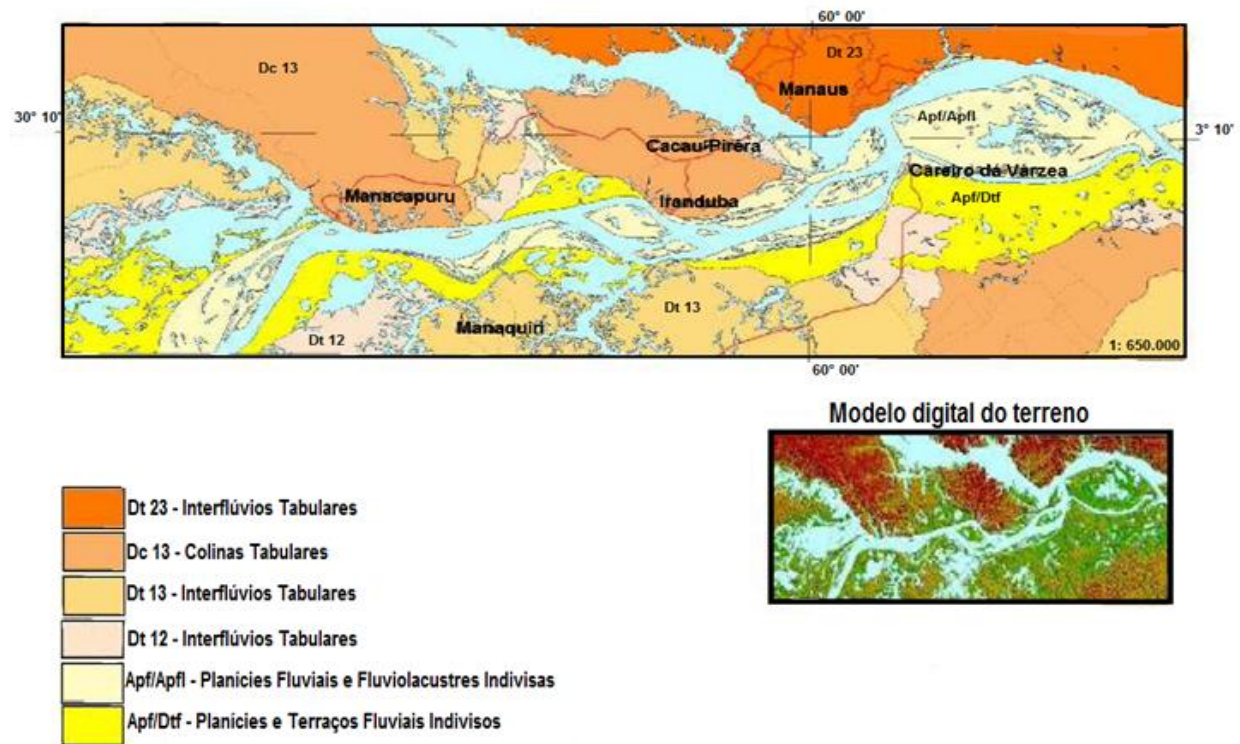 60° 00'
Dc 13
Dt 23
Manaus
30° 10'
3° 10'
Apf/Apfl
Cacau Pirêra
Careiro da Várzea
Manacapuru
Iranduba
Apf/Dtf
Dt 13
Manaquiri
Dt 12
1: 650.000
60° 00'
Modelo digital do terreno
Dt 23 - Interflúvios Tabulares
Dc 13 - Colinas Tabulares
Dt 13 - Interflúvios Tabulares
Dt 12 - Interflúvios Tabulares
Apf/Apfl - Planicies Fluviais e Fluviolacustres Indivisas
Apf/Dtf - Planicies e Terraços Fluviais Indivisos